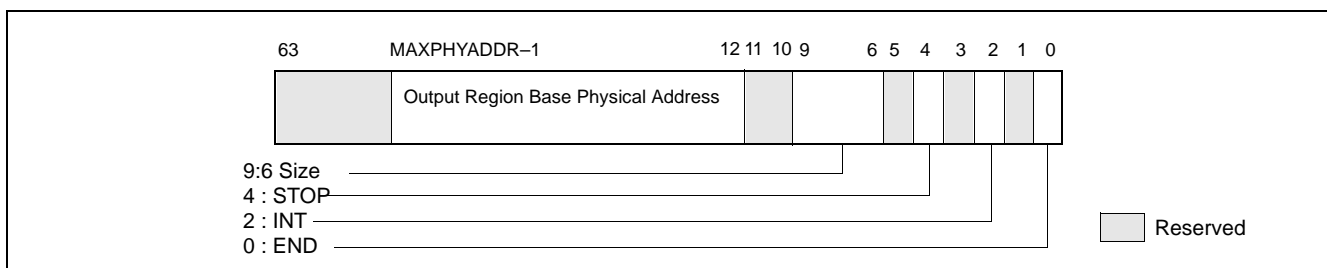 63 MAXPHYADDR–1 12 11 10 9 6 5 4 3 2 1 0
Output Region Base Physical Address
9:6 Size
4 : STOP
2 : INT
0 : END
Reserved